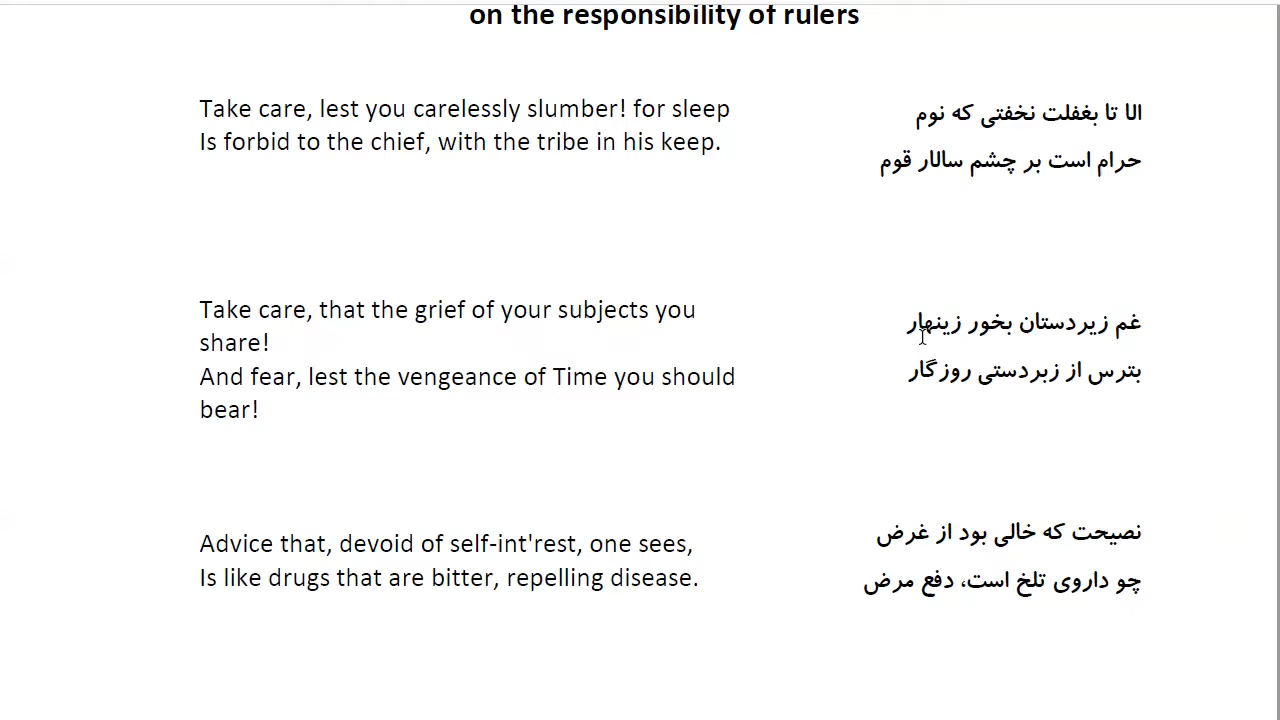 on the responsibility of rulers
Take care, lest you carelessly slumber! for sleep
Is forbid to the chief, with the tribe in his keep.
الا تا بغفلت نخفتی که نوم
حرام است بر چشم سالار قوم
Take care, that the grief of your subjects you
share!
And fear, lest the vengeance of Time you should
bear!
غم زیردستان بخور زینهار
بترس از زبردستی روزگار
Advice that, devoid of self-int'rest, one sees,
Is like drugs that are bitter, repelling disease.
نصیحت که خالی بود از غرض
چو داروی تلخ است، دفع مرض